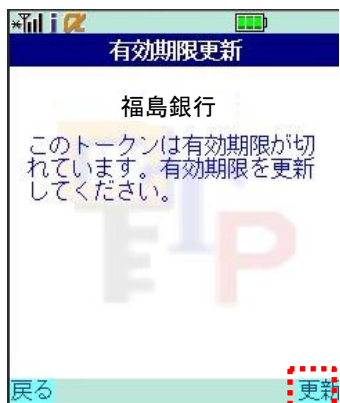 有効期限更新
福島銀行
このトークンは有効期限が切
れています。有効期限を更新
してください。
戻る
更新